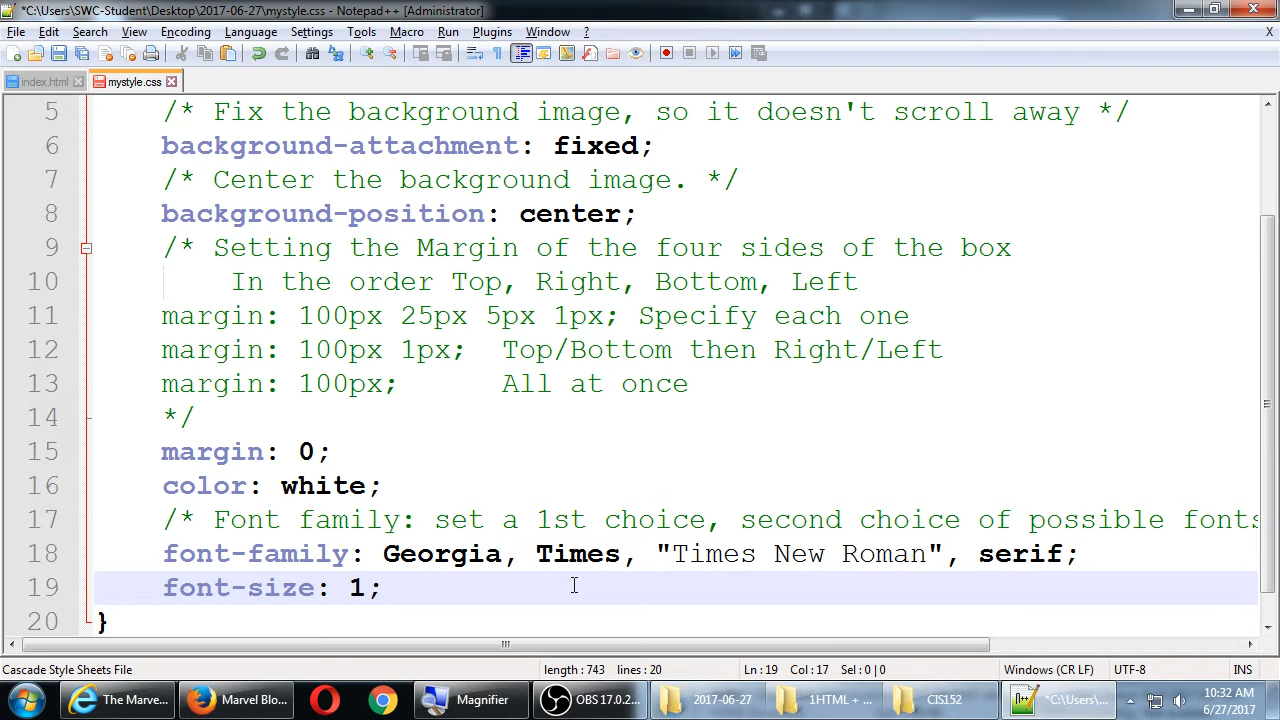 *C:\Users\SWC-Student\Desktop\2017-06-27\mystyle.css - Notepad++ [Administrator]
File Edit Search View Encoding Language Settings Tools Macro Run Plugins Window ? X
index.html mystyle.css
5 /* Fix the background image, so it doesn't scroll away */
6 background-attachment: fixed;
7 /* Center the background image. */
8 background-position: center;
9 /* Setting the Margin of the four sides of the box
10 In the order Top, Right, Bottom, Left
11 margin: 100px 25px 5px 1px; Specify each one
12 margin: 100px 1px; Top/Bottom then Right/Left
13 margin: 100px; All at once
14 */
15 margin: 0;
16 color: white;
17 /* Font family: set a 1st choice, second choice of possible fonts
18 font-family: Georgia, Times, "Times New Roman", serif;
19 font-size: 1;
20 }
Cascade Style Sheets File length : 743 lines : 20 Ln : 19 Col : 17 Sel : 0 | 0 Windows (CR LF) UTF-8 INS
The Marve... Marvel Blo... Magnifier OBS 17.0.2... 2017-06-27 1HTML + ... CIS152 *C:\Users\... 10:32 AM
6/27/2017